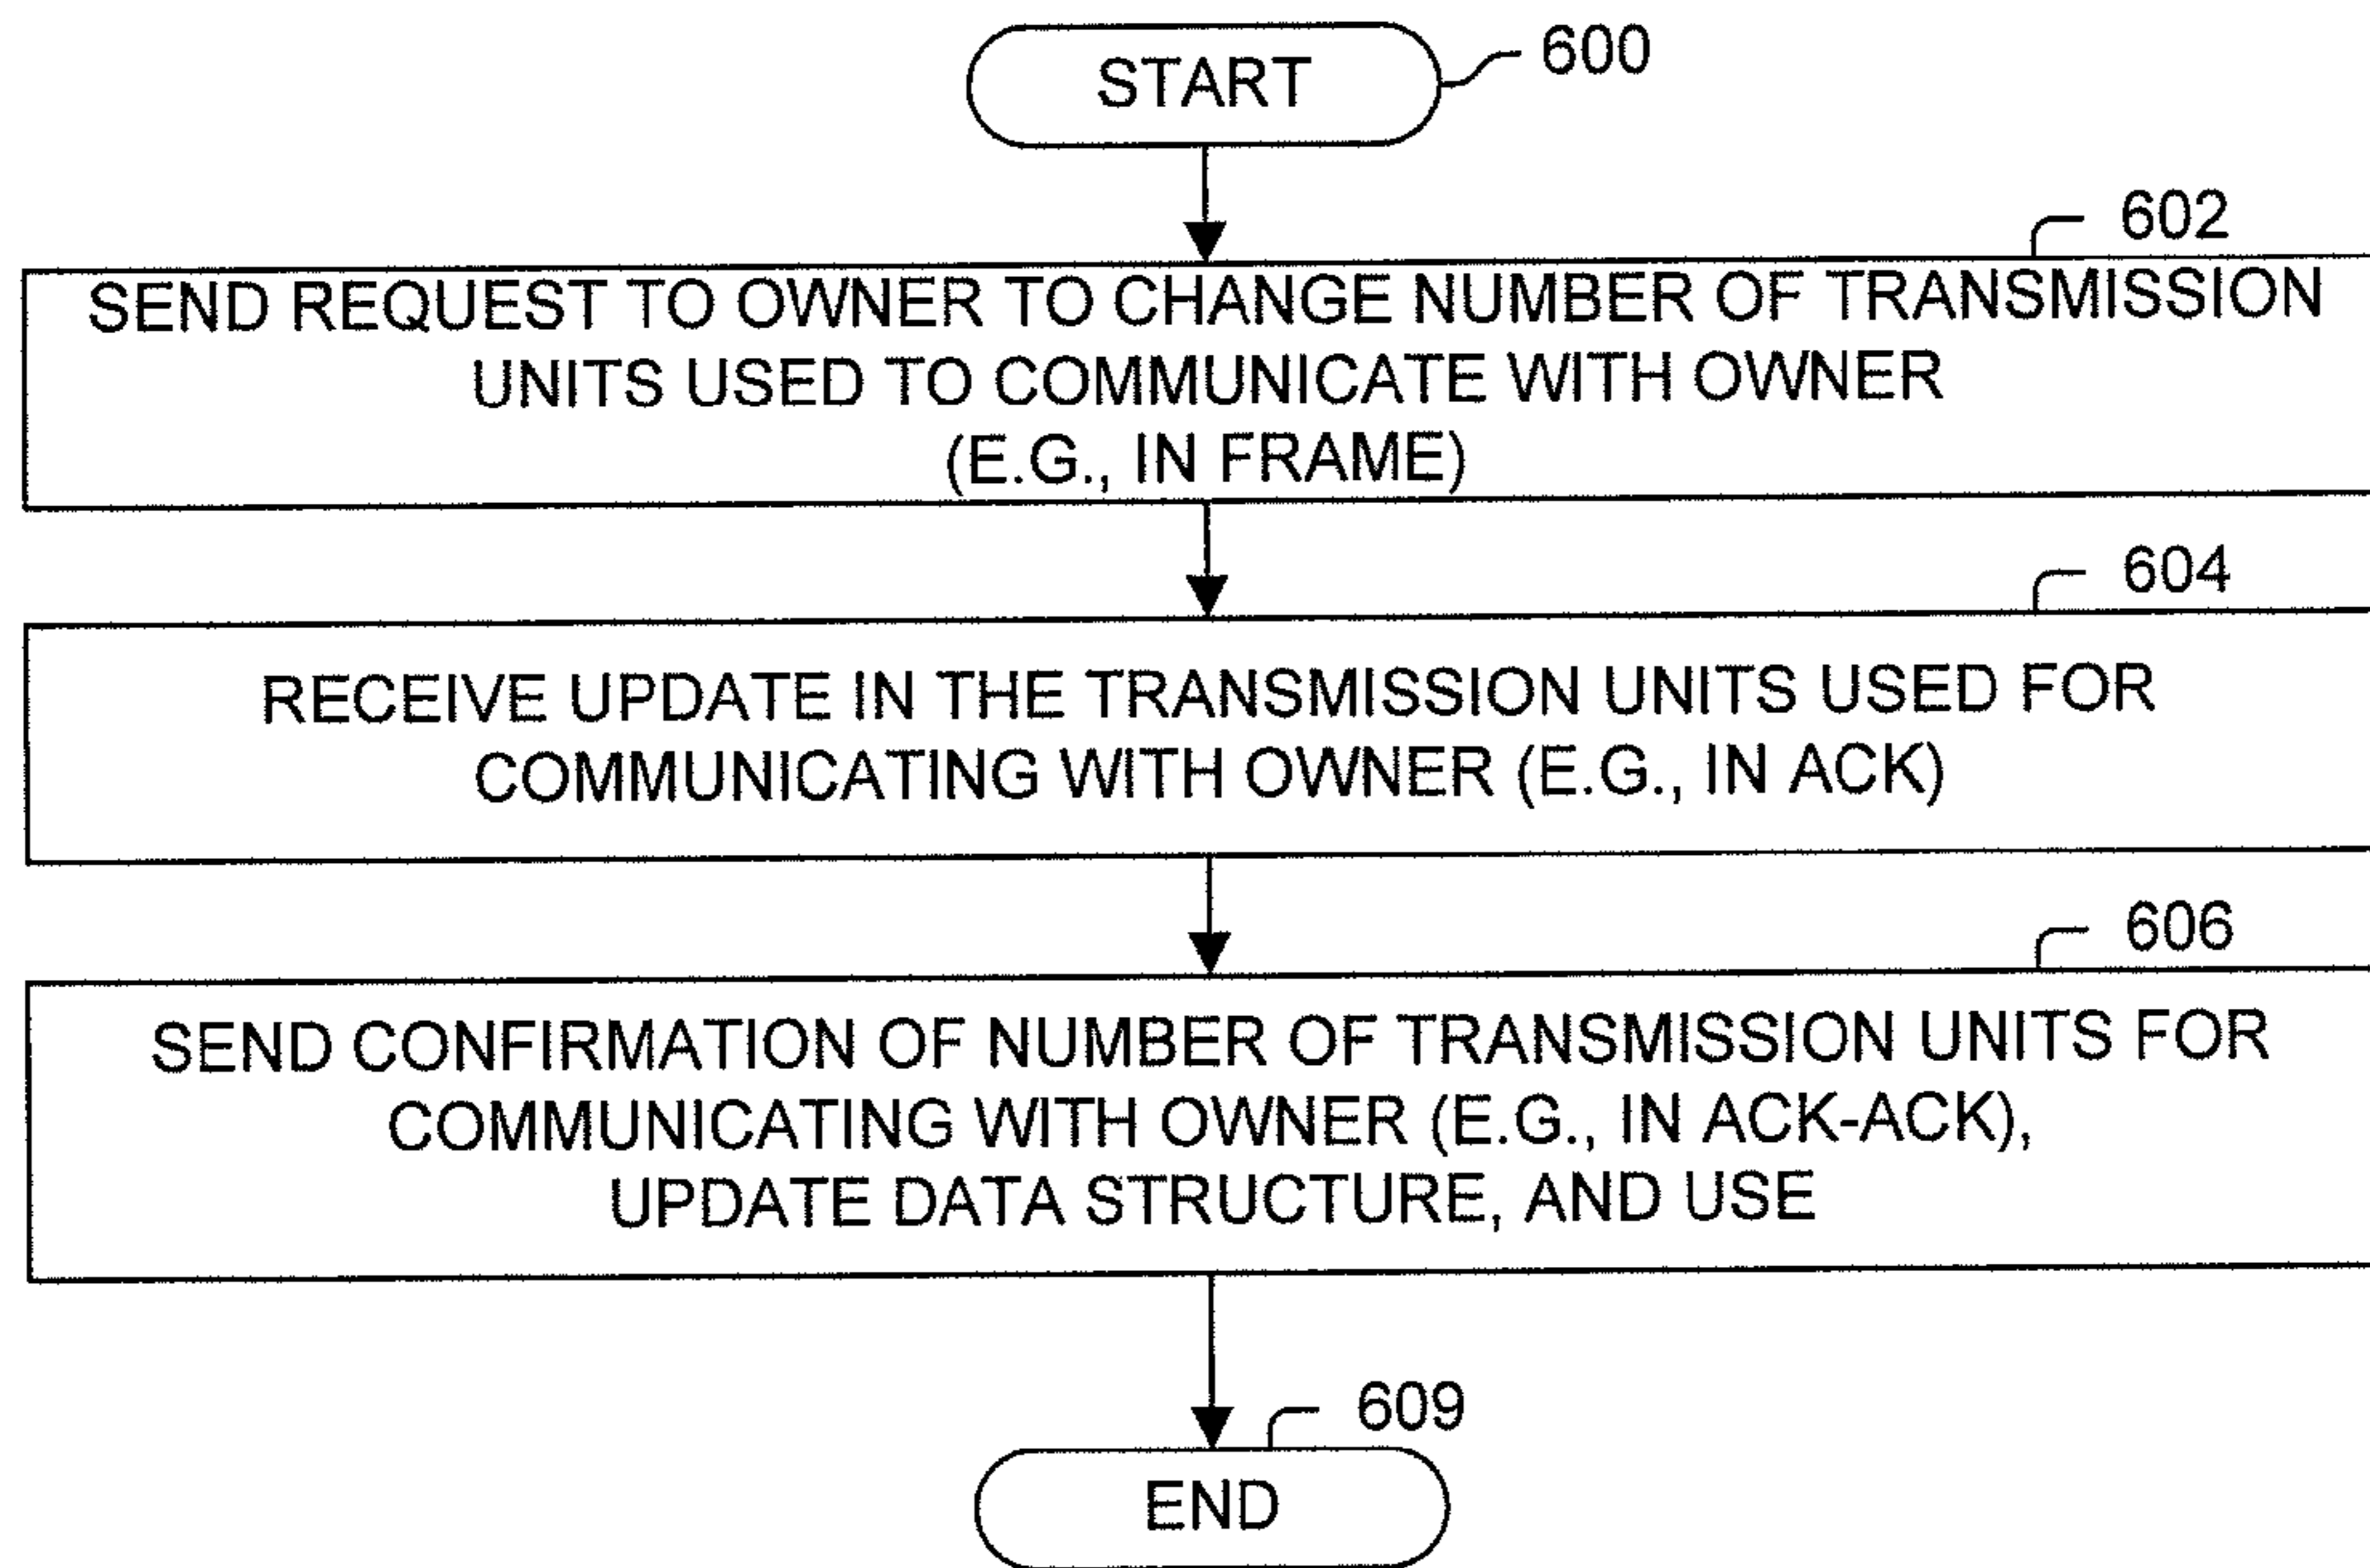 START
600
602
SEND REQUEST TO OWNER TO CHANGE NUMBER OF TRANSMISSION
UNITS USED TO COMMUNICATE WITH OWNER
(E.G., IN FRAME)
604
RECEIVE UPDATE IN THE TRANSMISSION UNITS USED FOR
COMMUNICATING WITH OWNER (E.G., IN ACK)
606
SEND CONFIRMATION OF NUMBER OF TRANSMISSION UNITS FOR
COMMUNICATING WITH OWNER (E.G., IN ACK-ACK),
UPDATE DATA STRUCTURE, AND USE
609
END